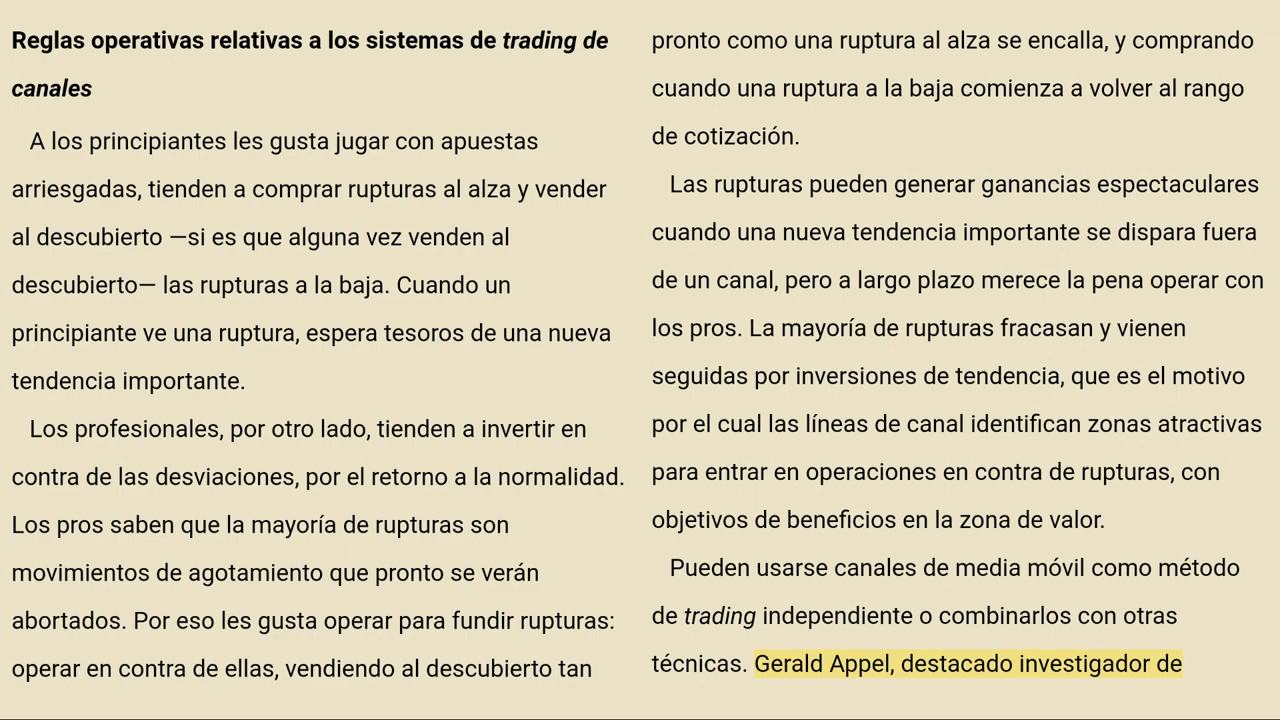 Reglas operativas relativas a los sistemas de trading de
canales
A los principiantes les gusta jugar con apuestas
arriesgadas, tienden a comprar rupturas al alza y vender
al descubierto —si es que alguna vez venden al
descubierto— las rupturas a la baja. Cuando un
principiante ve una ruptura, espera tesoros de una nueva
tendencia importante.
Los profesionales, por otro lado, tienden a invertir en
contra de las desviaciones, por el retorno a la normalidad.
Los pros saben que la mayoría de rupturas son
movimientos de agotamiento que pronto se verán
abortados. Por eso les gusta operar para fundir rupturas:
operar en contra de ellas, vendiendo al descubierto tan
pronto como una ruptura al alza se encalla, y comprando
cuando una ruptura a la baja comienza a volver al rango
de cotización.
Las rupturas pueden generar ganancias espectaculares
cuando una nueva tendencia importante se dispara fuera
de un canal, pero a largo plazo merece la pena operar con
los pros. La mayoría de rupturas fracasan y vienen
seguidas por inversiones de tendencia, que es el motivo
por el cual las líneas de canal identifican zonas atractivas
para entrar en operaciones en contra de rupturas, con
objetivos de beneficios en la zona de valor.
Pueden usarse canales de media móvil como método
de trading independiente o combinarlos con otras
técnicas. Gerald Appel, destacado investigador de